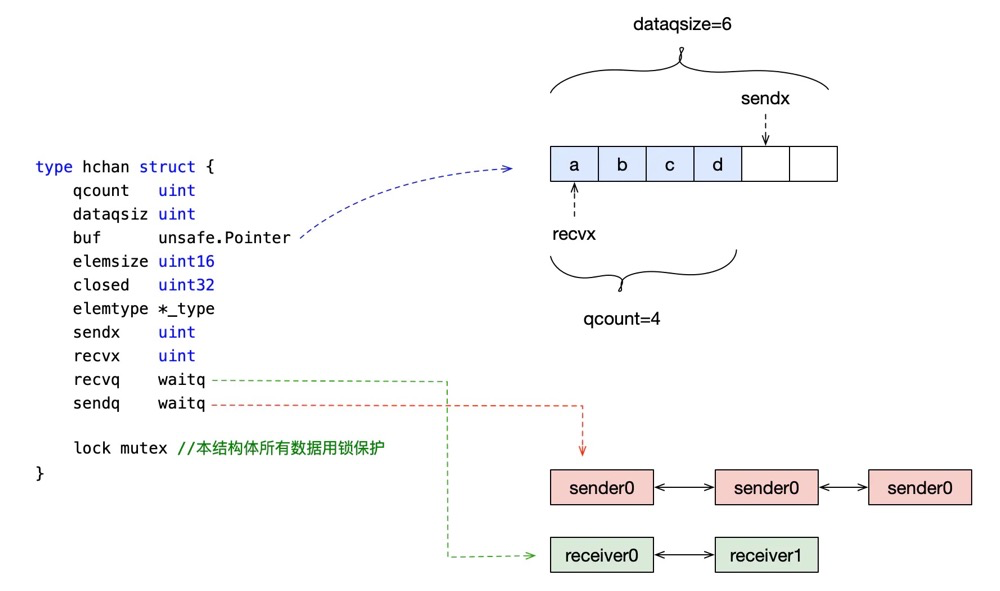 dataqsize=6
sendx
a b c d
recvx
qcount=4
type hchan struct {
qcount uint
dataqsiz uint
buf unsafe.Pointer
elemsize uint16
closed uint32
elemtype *_type
sendx uint
recvx uint
recvq waitq
sendq waitq
lock mutex //本结构体所有数据用锁保护
}
sender0 sender0 sender0
receiver0 receiver1